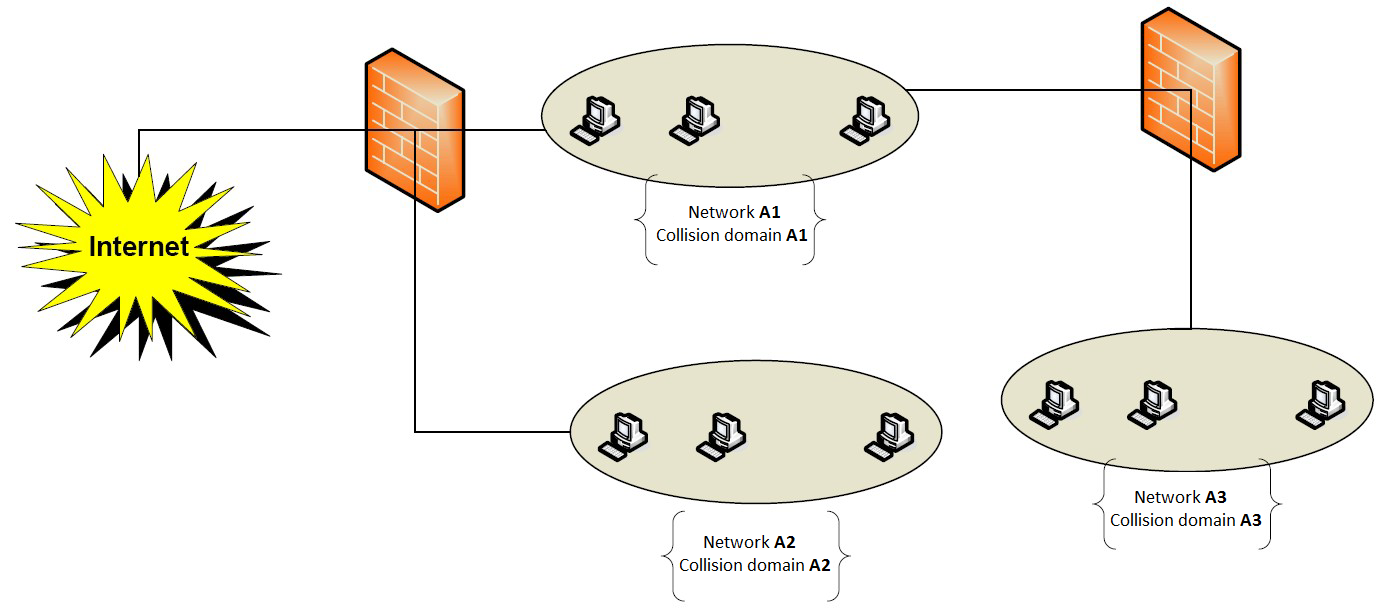 Internet
Network A1
Collision domain A1
Network A2
Collision domain A2
Network A3
Collision domain A3